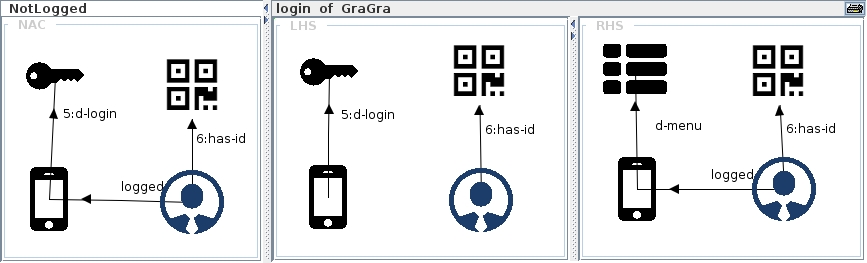 NotLogged
login of GraGra
NAC
LHS
RHS
5:d-login
6:has-id
logged
5:d-login
6:has-id
d-menu
6:has-id
logged